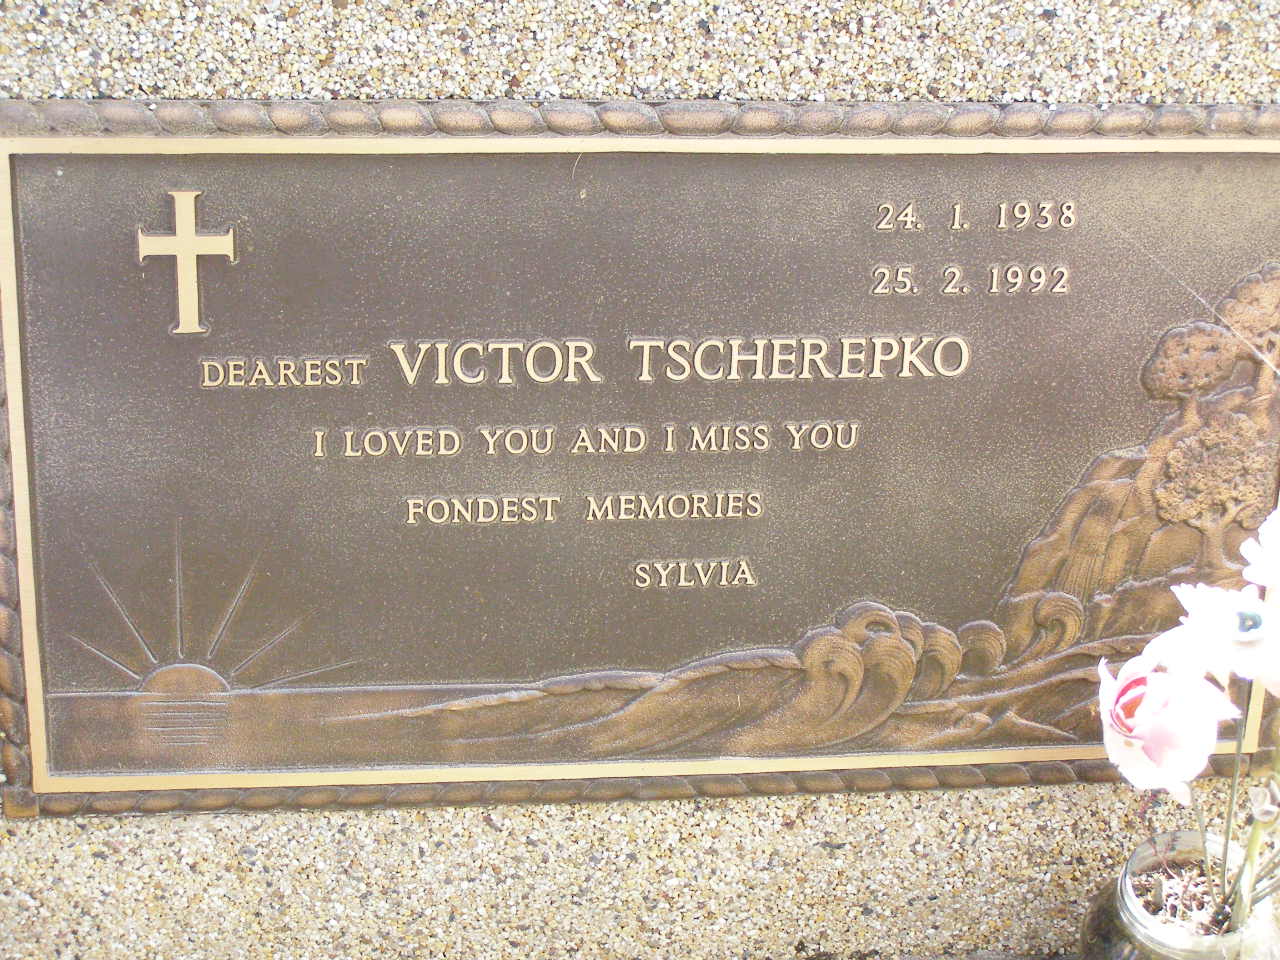 24. 1. 1938
25. 2. 1992
DEAREST VICTOR TSCHEREPKO
I LOVED YOU AND I MISS YOU
FONDEST MEMORIES
SYLVIA